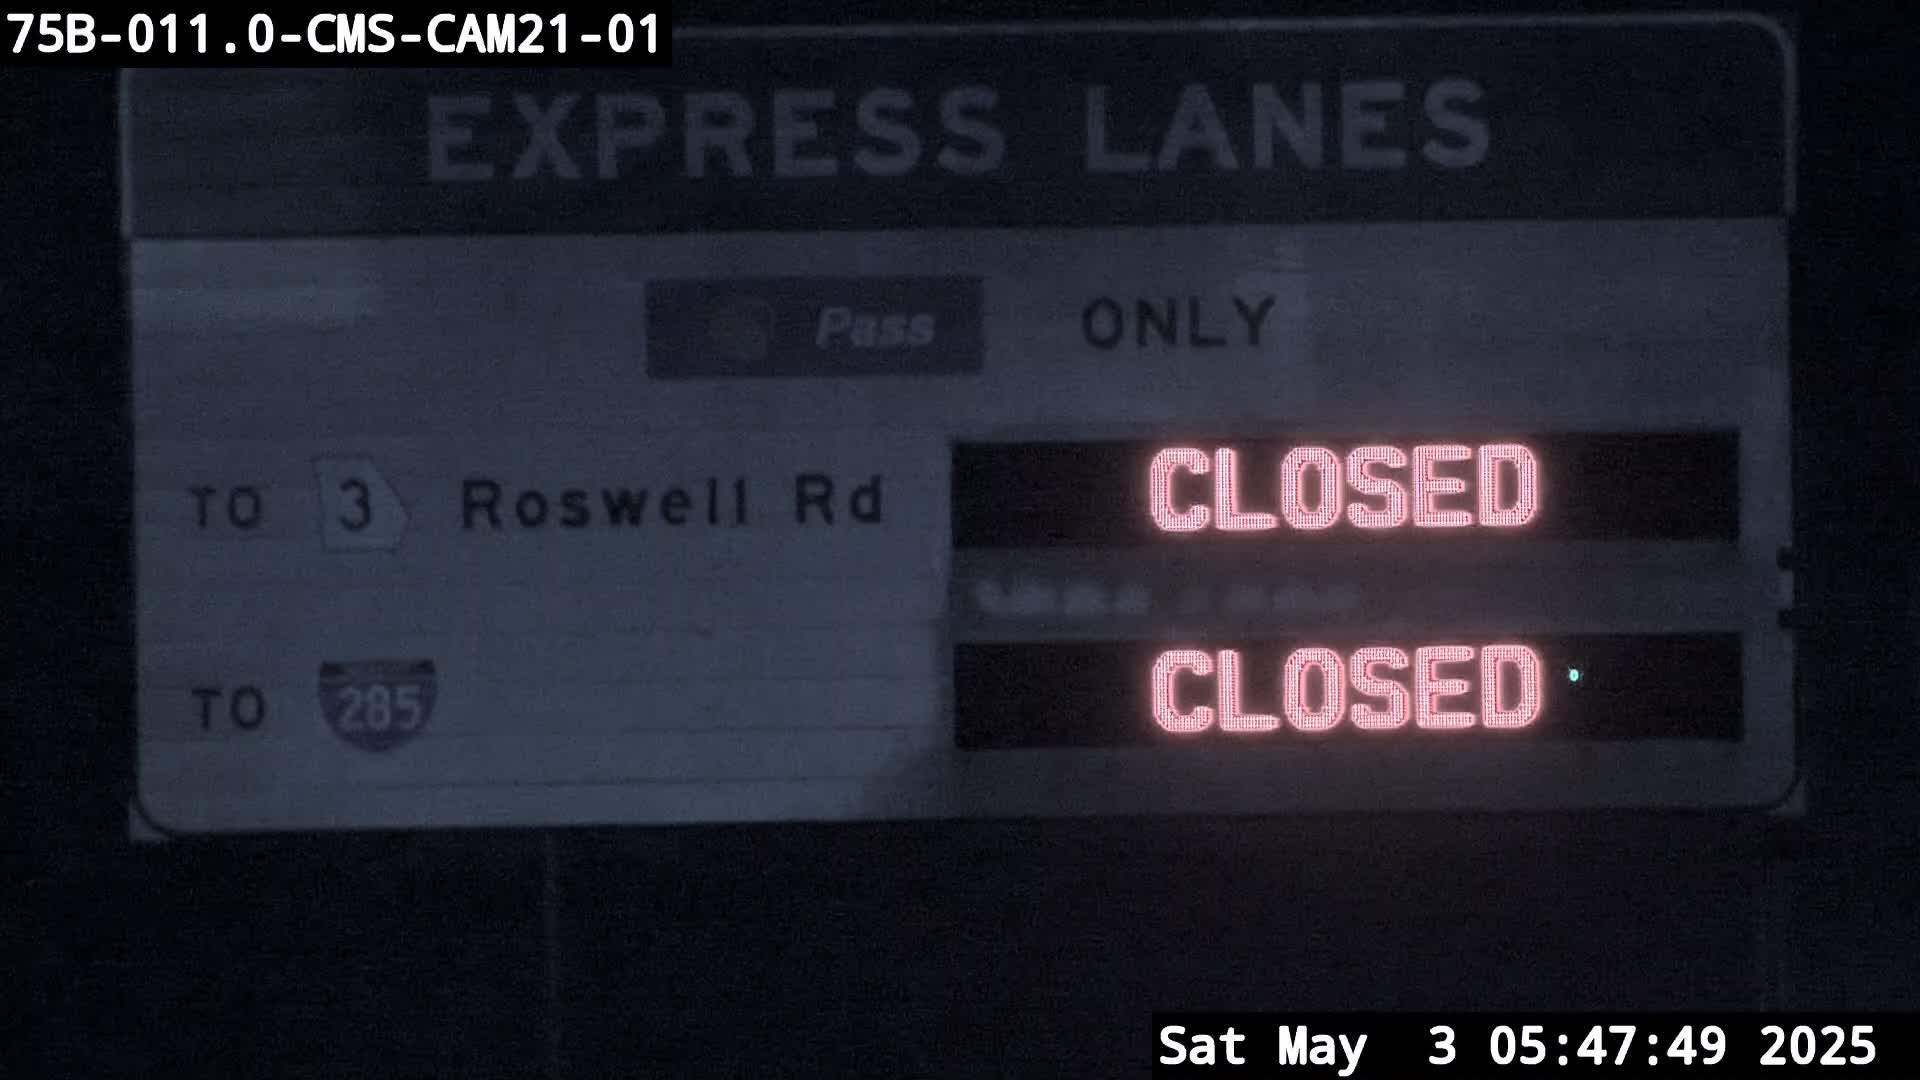 75B-011.0-CMS-CAM21-01
EXPRESS LANES
Pass ONLY
TO 3 Roswell Rd CLOSED
TO 285 CLOSED
Sat May 3 05:47:49 2025